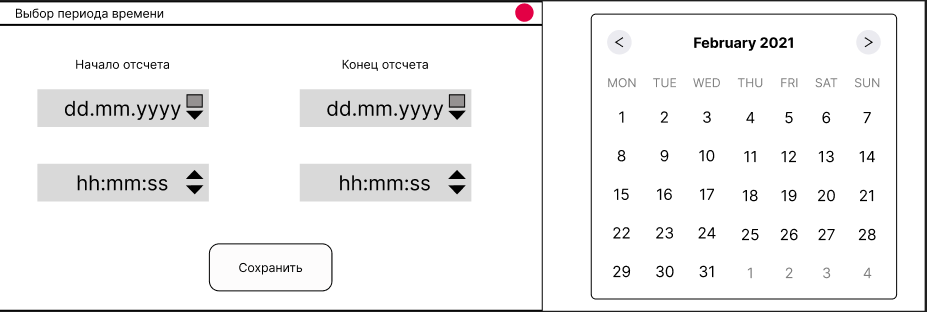 Выбор периода времени
Начало отсчета
Конец отсчета
dd.mm.yyyy
dd.mm.yyyy
hh:mm:ss
hh:mm:ss
Сохранить
< February 2021 >
MON TUE WED THU FRI SAT SUN
1 2 3 4 5 6 7
8 9 10 11 12 13 14
15 16 17 18 19 20 21
22 23 24 25 26 27 28
29 30 31 1 2 3 4